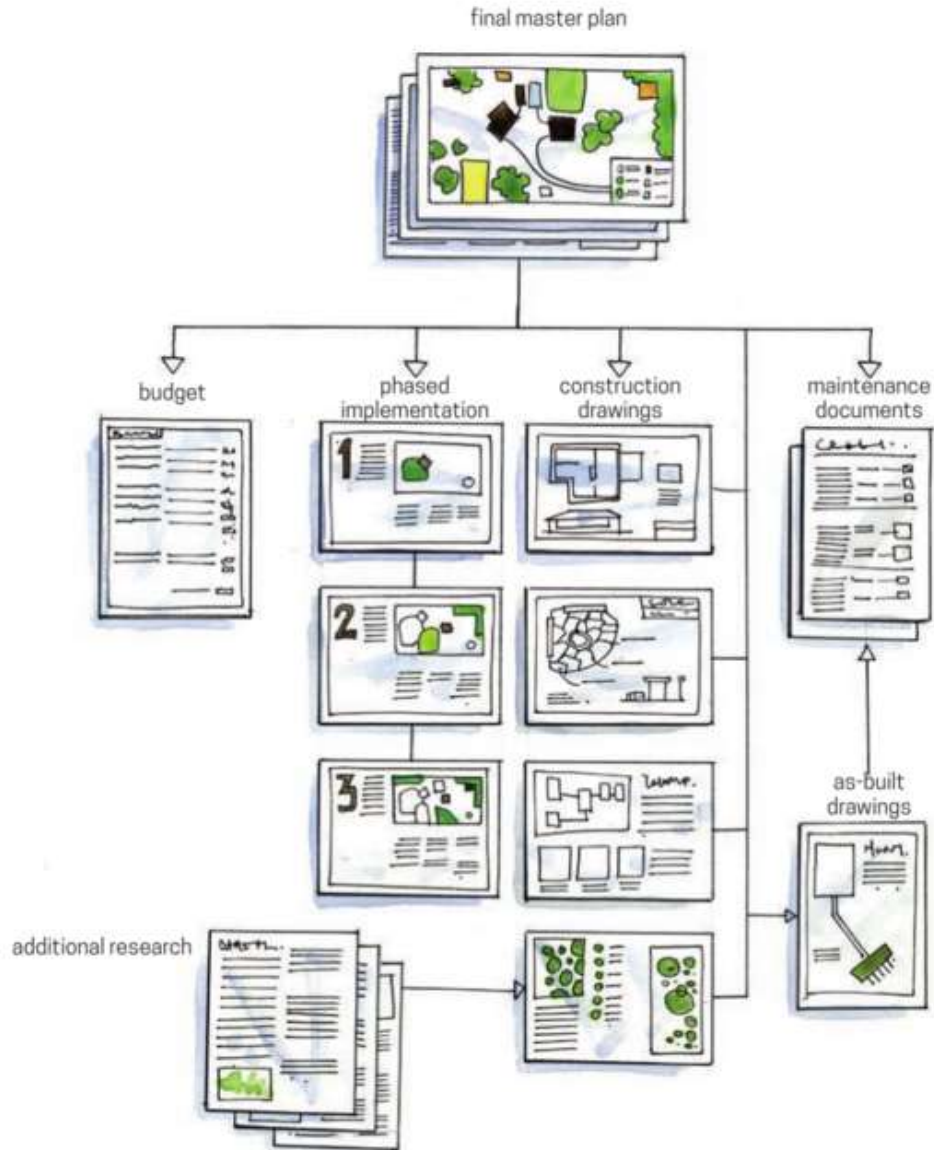 final master plan
budget
phased
implementation
construction
drawings
maintenance
documents
1
2
3
as-built
drawings
additional research